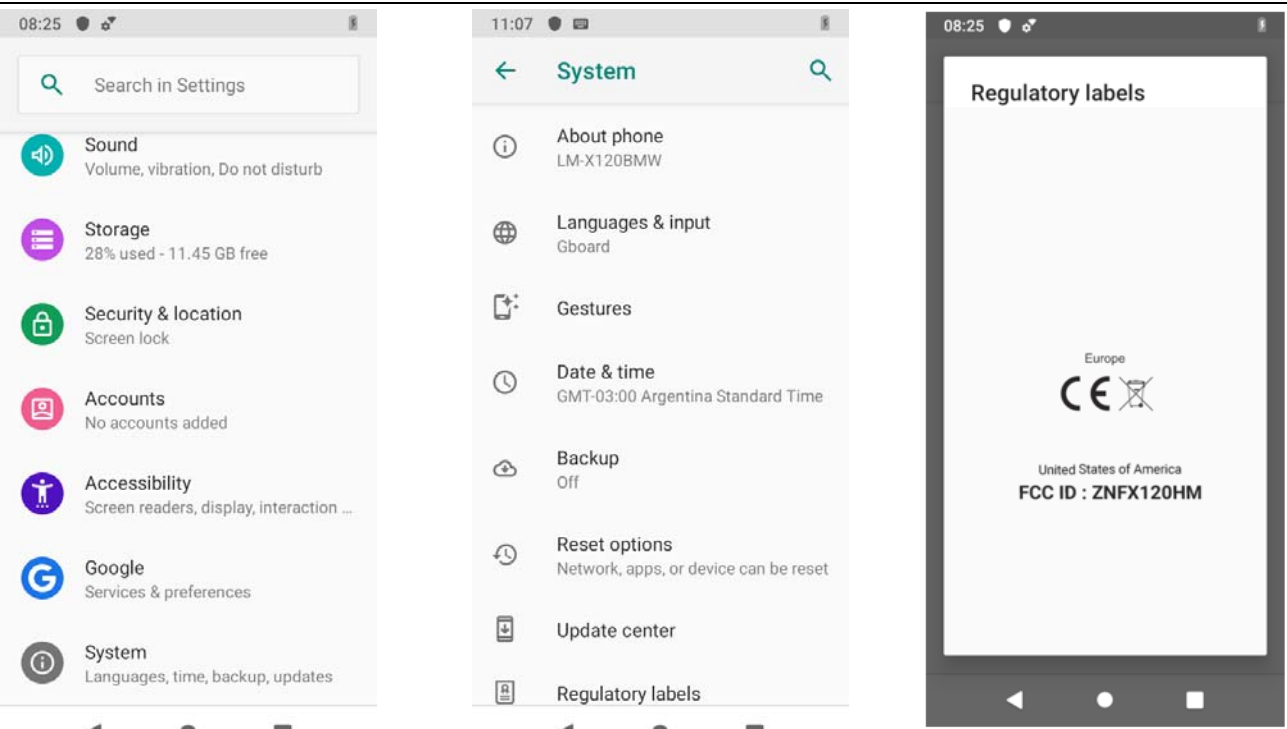 08:25
Search in Settings
Sound
Volume, vibration, Do not disturb
Storage
28% used - 11.45 GB free
Security & location
Screen lock
Accounts
No accounts added
Accessibility
Screen readers, display, interaction ...
Google
Services & preferences
System
Languages, time, backup, updates
11:07
System
About phone
LM-X120BMW
Languages & input
Gboard
Gestures
Date & time
GMT-03:00 Argentina Standard Time
Backup
Off
Reset options
Network, apps, or device can be reset
Update center
Regulatory labels
08:25
Regulatory labels
Europe
CE
United States of America
FCC ID : ZNFX120HM